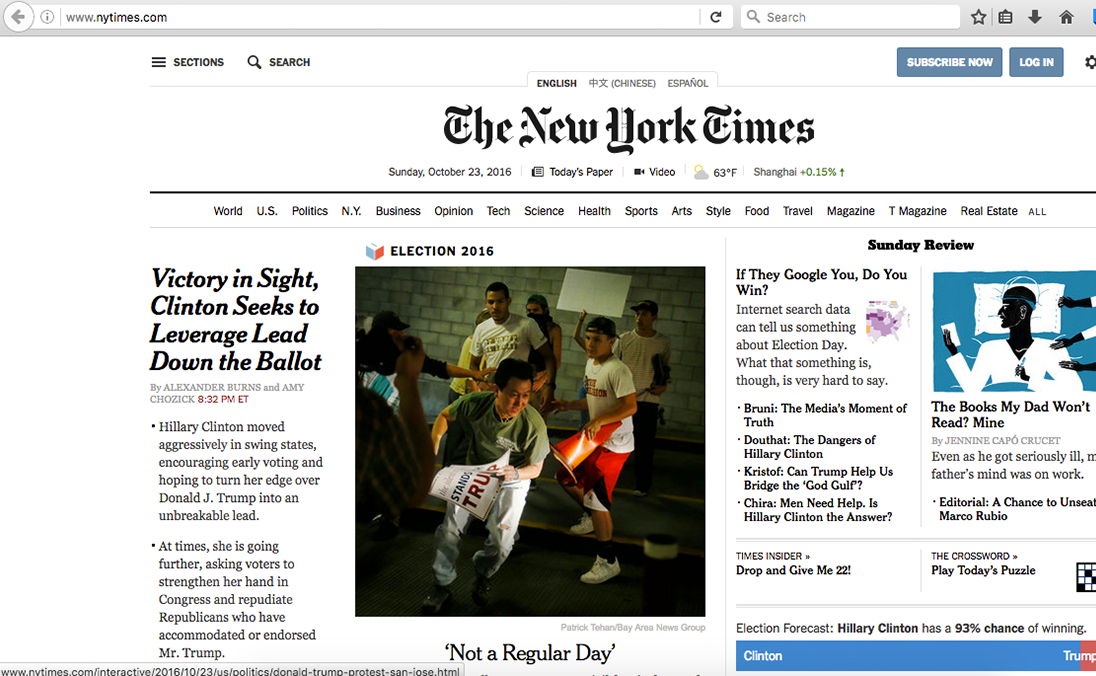 www.nytimes.com
Search
SECTIONS
SEARCH
SUBSCRIBE NOW
LOG IN
ENGLISH
中文 (CHINESE)
ESPAÑOL
The New York Times
Sunday, October 23, 2016
Today's Paper
Video
63°F
Shanghai +0.15% ↑
World
U.S.
Politics
N.Y.
Business
Opinion
Tech
Science
Health
Sports
Arts
Style
Food
Travel
Magazine
T Magazine
Real Estate
ALL
Victory in Sight,
Clinton Seeks to
Leverage Lead
Down the Ballot
By ALEXANDER BURNS and AMY
CHOZICK 8:32 PM ET
• Hillary Clinton moved
aggressively in swing states,
encouraging early voting and
hoping to turn her edge over
Donald J. Trump into an
unbreakable lead.
• At times, she is going
further, asking voters to
strengthen her hand in
Congress and repudiate
Republicans who have
accommodated or endorsed
Mr. Trump.
ELECTION 2016
STANDS
TRU
Patrick Tehan/Bay Area News Group
‘Not a Regular Day’
Sunday Review
If They Google You, Do You
Win?
Internet search data
can tell us something
about Election Day.
What that something is,
though, is very hard to say.
• Bruni: The Media’s Moment of
Truth
• Douthat: The Dangers of
Hillary Clinton
• Kristof: Can Trump Help Us
Bridge the ‘God Gulf’?
• Chira: Men Need Help. Is
Hillary Clinton the Answer?
The Books My Dad Won’t
Read? Mine
By JENNINE CAPÓ CRUCET
Even as he got seriously ill, m
father’s mind was on work.
• Editorial: A Chance to Unseat
Marco Rubio
TIMES INSIDER »
Drop and Give Me 22!
THE CROSSWORD »
Play Today’s Puzzle
Election Forecast: Hillary Clinton has a 93% chance of winning.
Clinton
Trump
www.nytimes.com/interactive/2016/10/23/us/politics/donald-trump-protest-san-jose.html